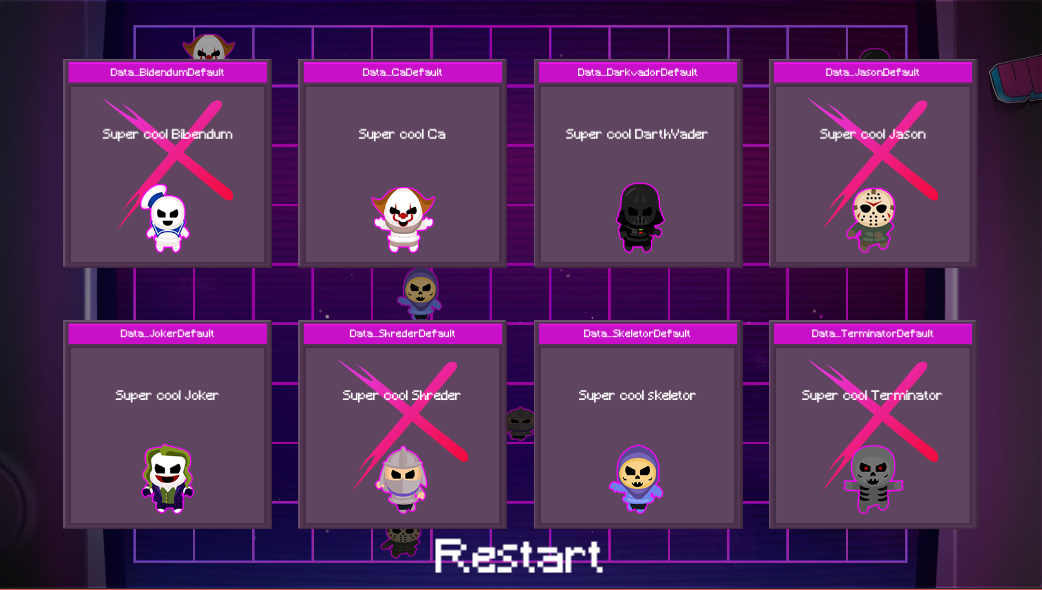 Data_BidendumDefault
Data_CaDefault
Data_DarkvadorDefault
Data_JasonDefault
Super cool Bibendum
Super cool Ca
Super cool DarthVader
Super cool Jason
Data_JokerDefault
Data_ShrederDefault
Data_SkeletorDefault
Data_TerminatorDefault
Super cool Joker
Super cool Shreder
Super cool skeletor
Super cool Terminator
Restart